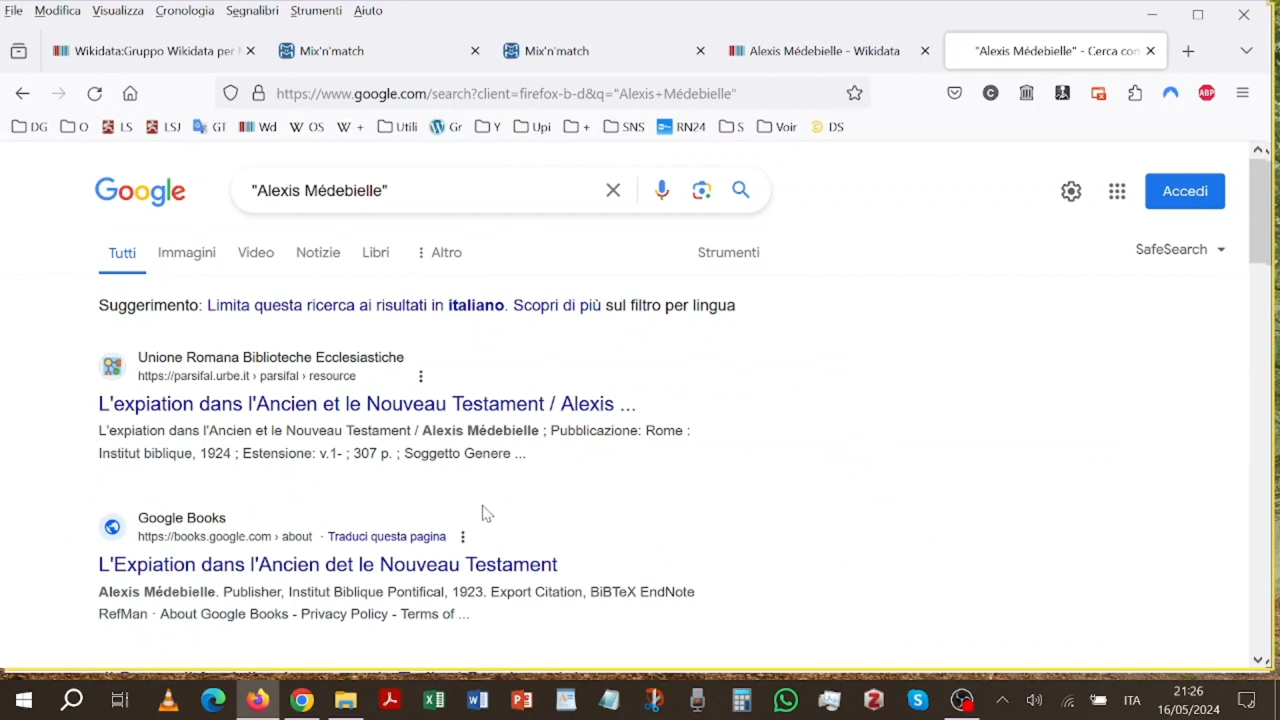 File Modifica Visualizza Cronologia Segnalibri Strumenti Aiuto
Wikidata:Gruppo Wikidata per Mix'n'match Mix'n'match Alexis Médebielle - Wikidata "Alexis Médebielle" - Cerca con
https://www.google.com/search?client=firefox-b-d&q="Alexis+Médebielle" ABP
DG O LS LSJ GT Wd OS + Utili Gr Y Upi + SNS RN24 S Voir DS
Google "Alexis Médebielle" Accedi
Tutti Immagini Video Notizie Libri Altro Strumenti SafeSearch
Suggerimento: Limita questa ricerca ai risultati in italiano. Scopri di più sul filtro per lingua
Unione Romana Biblioteche Ecclesiastiche
https://parsifal.urbe.it › parsifal › resource
L'expiation dans l'Ancien et le Nouveau Testament / Alexis ...
L'expiation dans l'Ancien et le Nouveau Testament / Alexis Médebielle ; Pubblicazione: Rome :
Institut biblique, 1924 ; Estensione: v.1- ; 307 p. ; Soggetto Genere ...
Google Books
https://books.google.com › about · Traduci questa pagina
L'Expiation dans l'Ancien det le Nouveau Testament
Alexis Médebielle. Publisher, Institut Biblique Pontifical, 1923. Export Citation, BiBTeX EndNote
RefMan · About Google Books - Privacy Policy - Terms of ...
ITA 21:26
16/05/2024